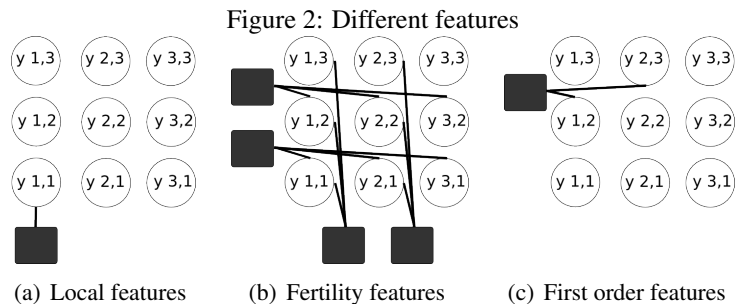 Figure 2: Different features
y 1,3 y 2,3 y 3,3
y 1,2 y 2,2 y 3,2
y 1,1 y 2,1 y 3,1
(a) Local features
y 1,3 y 2,3 y 3,3
y 1,2 y 2,2 y 3,2
y 1,1 y 2,1 y 3,1
(b) Fertility features
y 1,3 y 2,3 y 3,3
y 1,2 y 2,2 y 3,2
y 1,1 y 2,1 y 3,1
(c) First order features